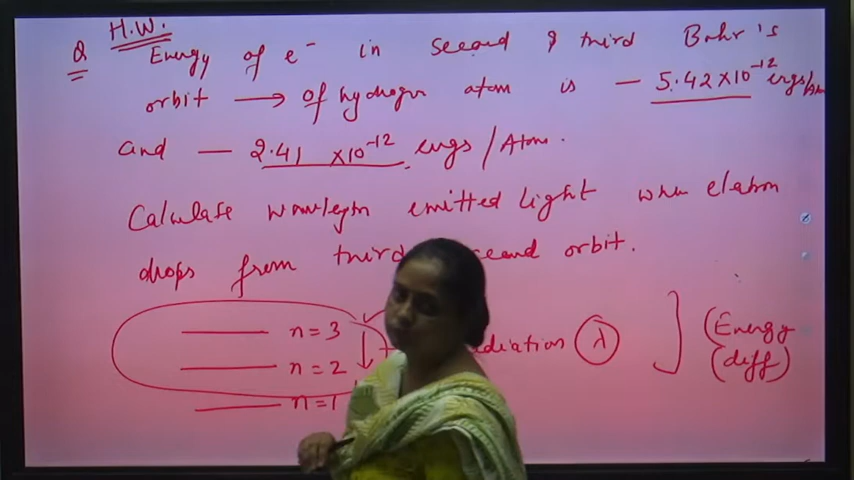 H.W.
Q Energy of e⁻ in second & third Bohr's
orbit → of hydrogen atom is - 5.42 × 10⁻¹² ergs/
and - 2.41 × 10⁻¹² ergs / Atom.
Calculate emitted light when
drops from third second orbit.
n = 3
radiation λ
(Energy
n = 2
(diff)
n = 1